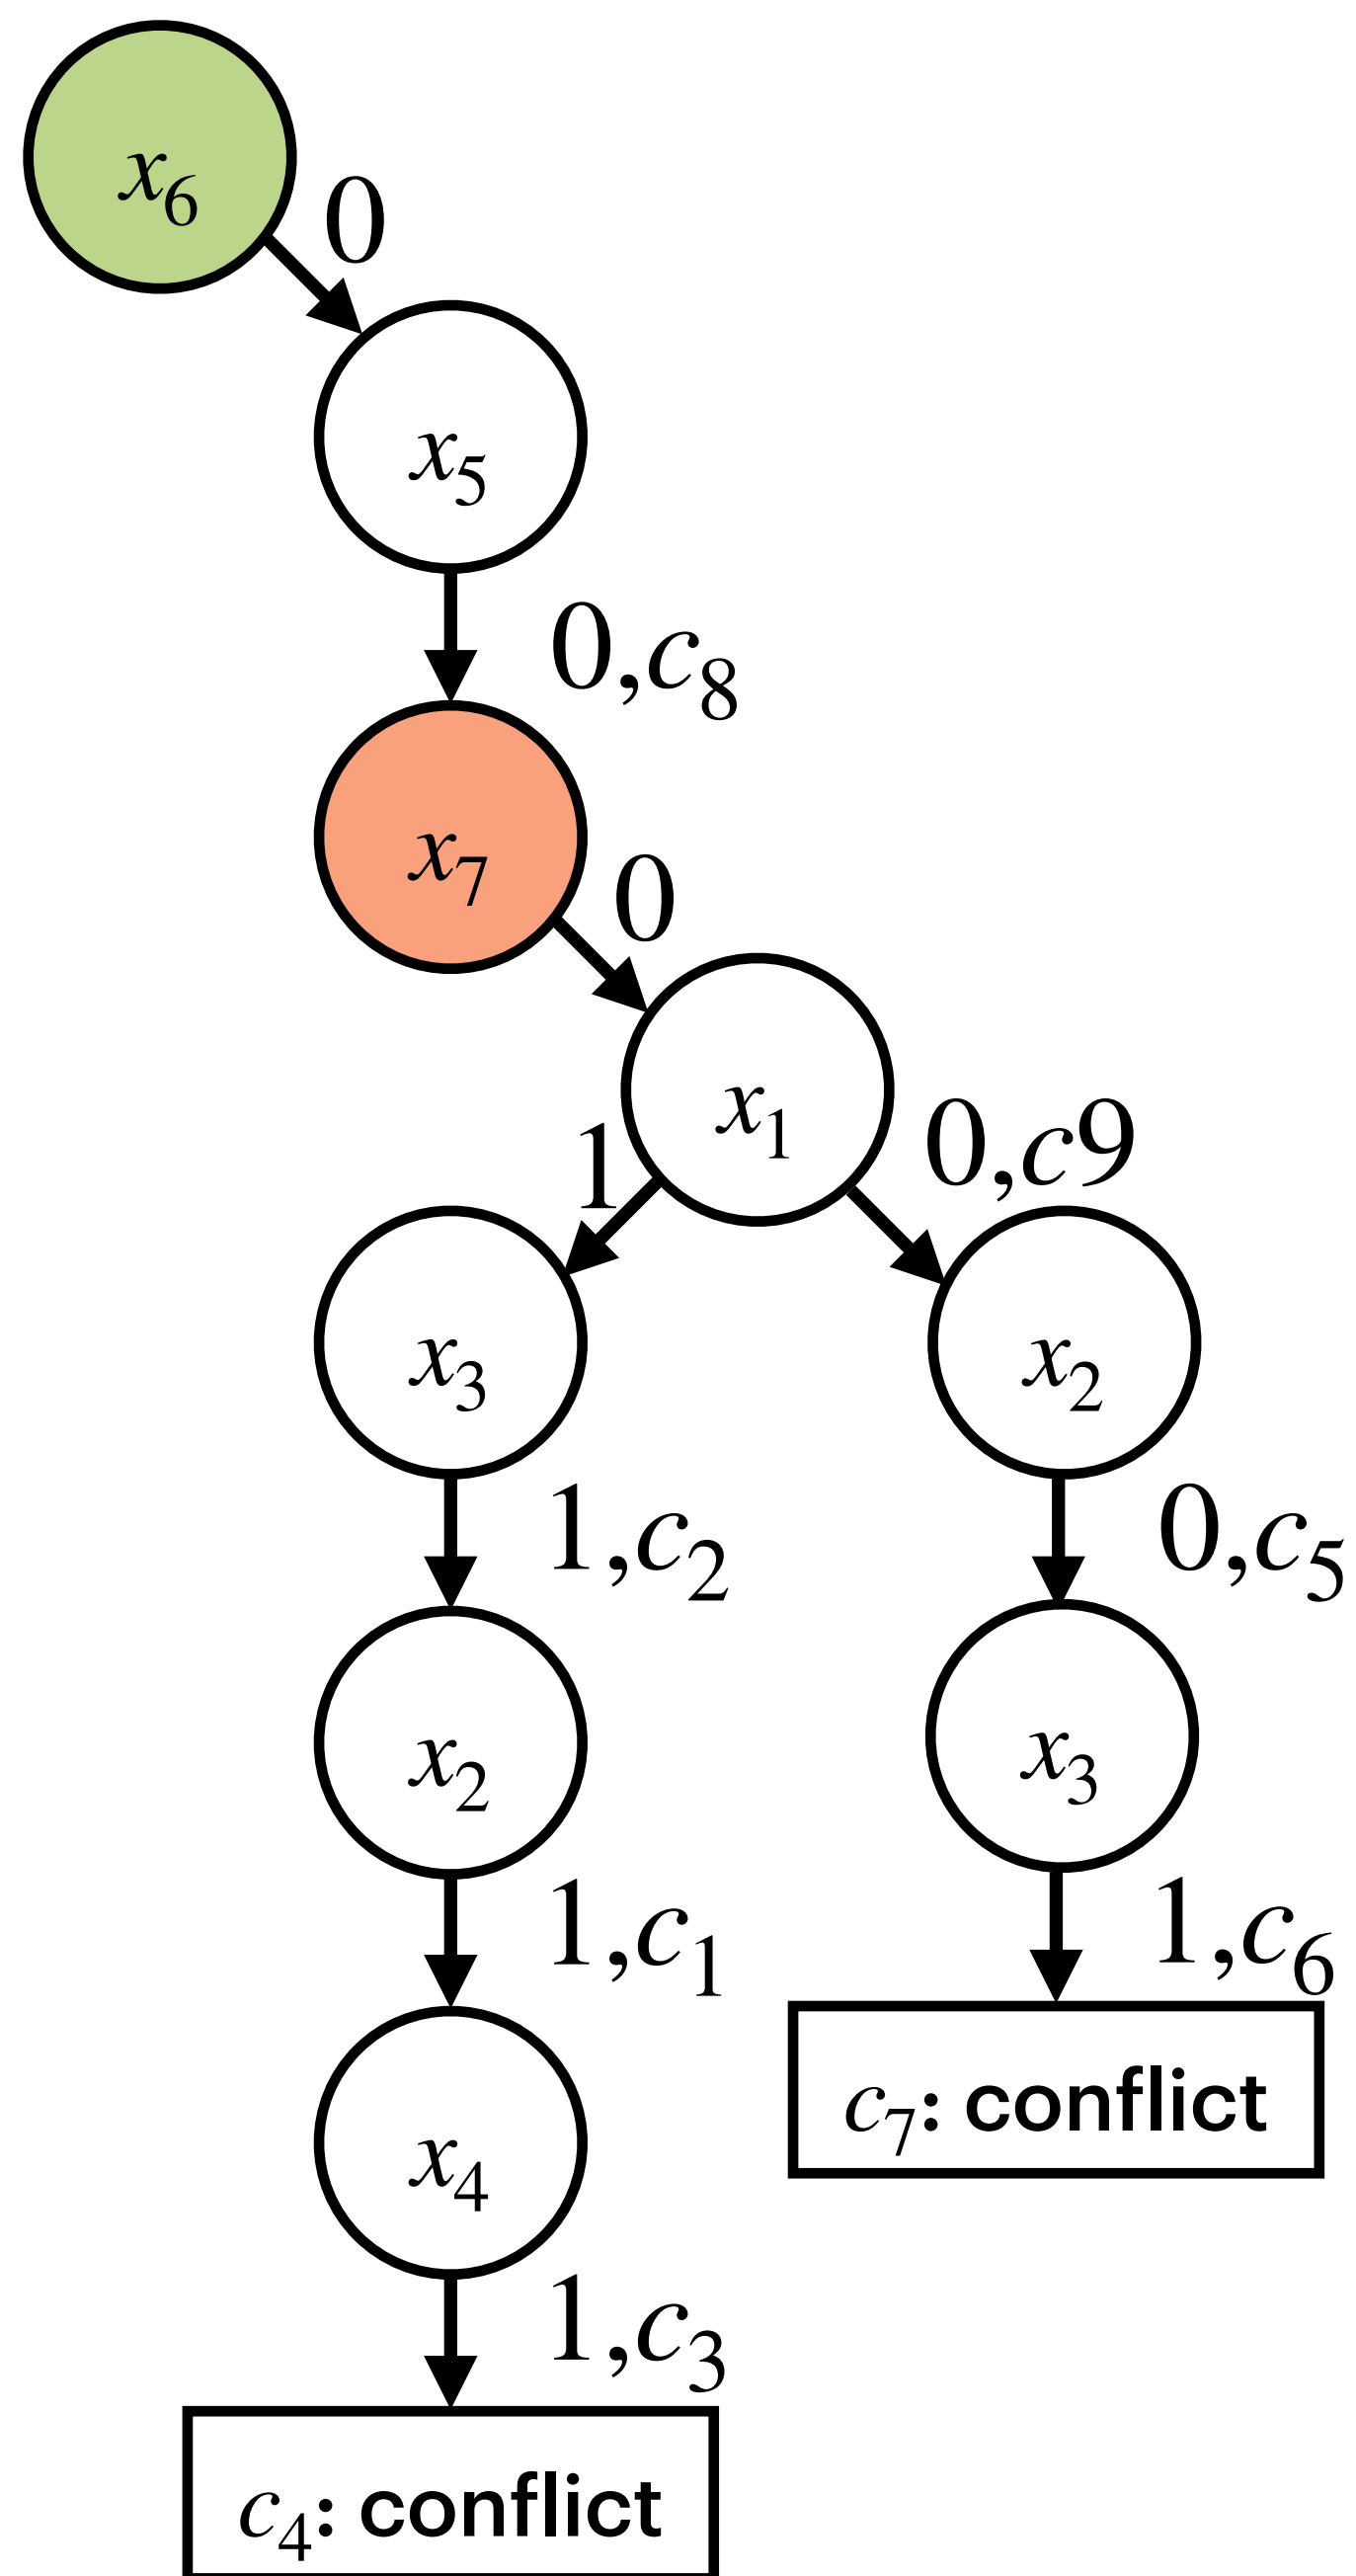 x₆
0
x₅
0,c₈
x₇
0
x₁
1
0,c9
x₃
x₂
1,c₂
0,c₅
x₂
x₃
1,c₁
1,c₆
x₄
c₇: conflict
1,c₃
c₄: conflict